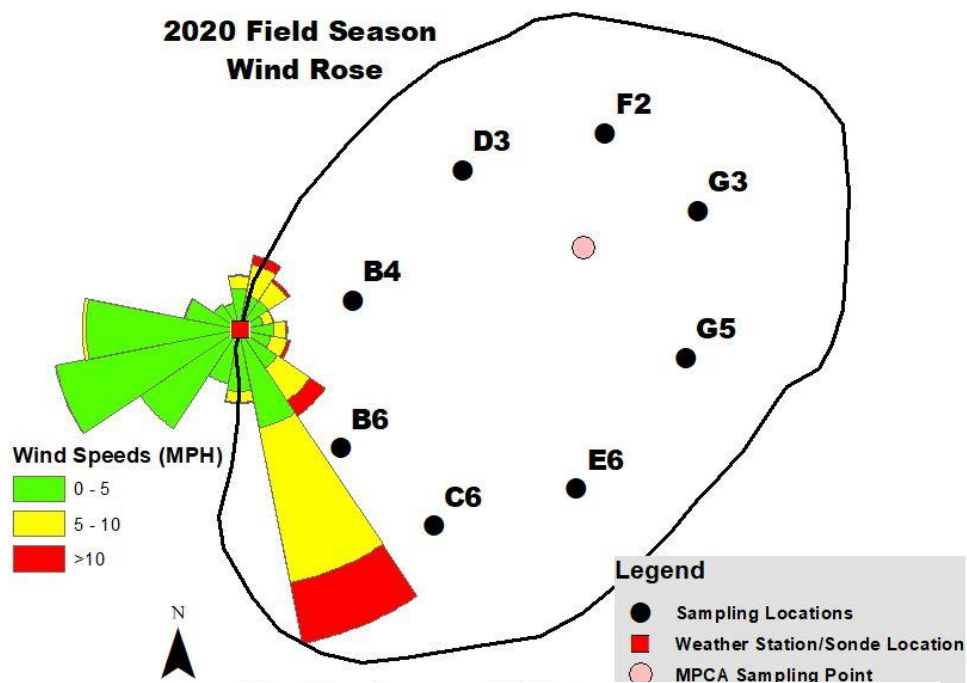 2020 Field Season
Wind Rose
F2
D3
G3
B4
G5
B6
E6
C6
Wind Speeds (MPH)
0 - 5
5 - 10
>10
N
Legend
Sampling Locations
Weather Station/Sonde Location
MPCA Sampling Point